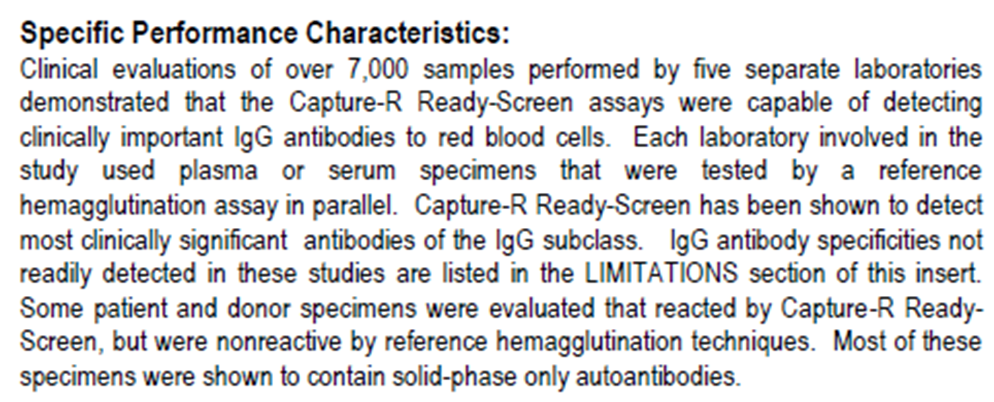 Specific Performance Characteristics:
Clinical evaluations of over 7,000 samples performed by five separate laboratories
demonstrated that the Capture-R Ready-Screen assays were capable of detecting
clinically important IgG antibodies to red blood cells. Each laboratory involved in the
study used plasma or serum specimens that were tested by a reference
hemagglutination assay in parallel. Capture-R Ready-Screen has been shown to detect
most clinically significant antibodies of the IgG subclass. IgG antibody specificities not
readily detected in these studies are listed in the LIMITATIONS section of this insert.
Some patient and donor specimens were evaluated that reacted by Capture-R Ready-
Screen, but were nonreactive by reference hemagglutination techniques. Most of these
specimens were shown to contain solid-phase only autoantibodies.